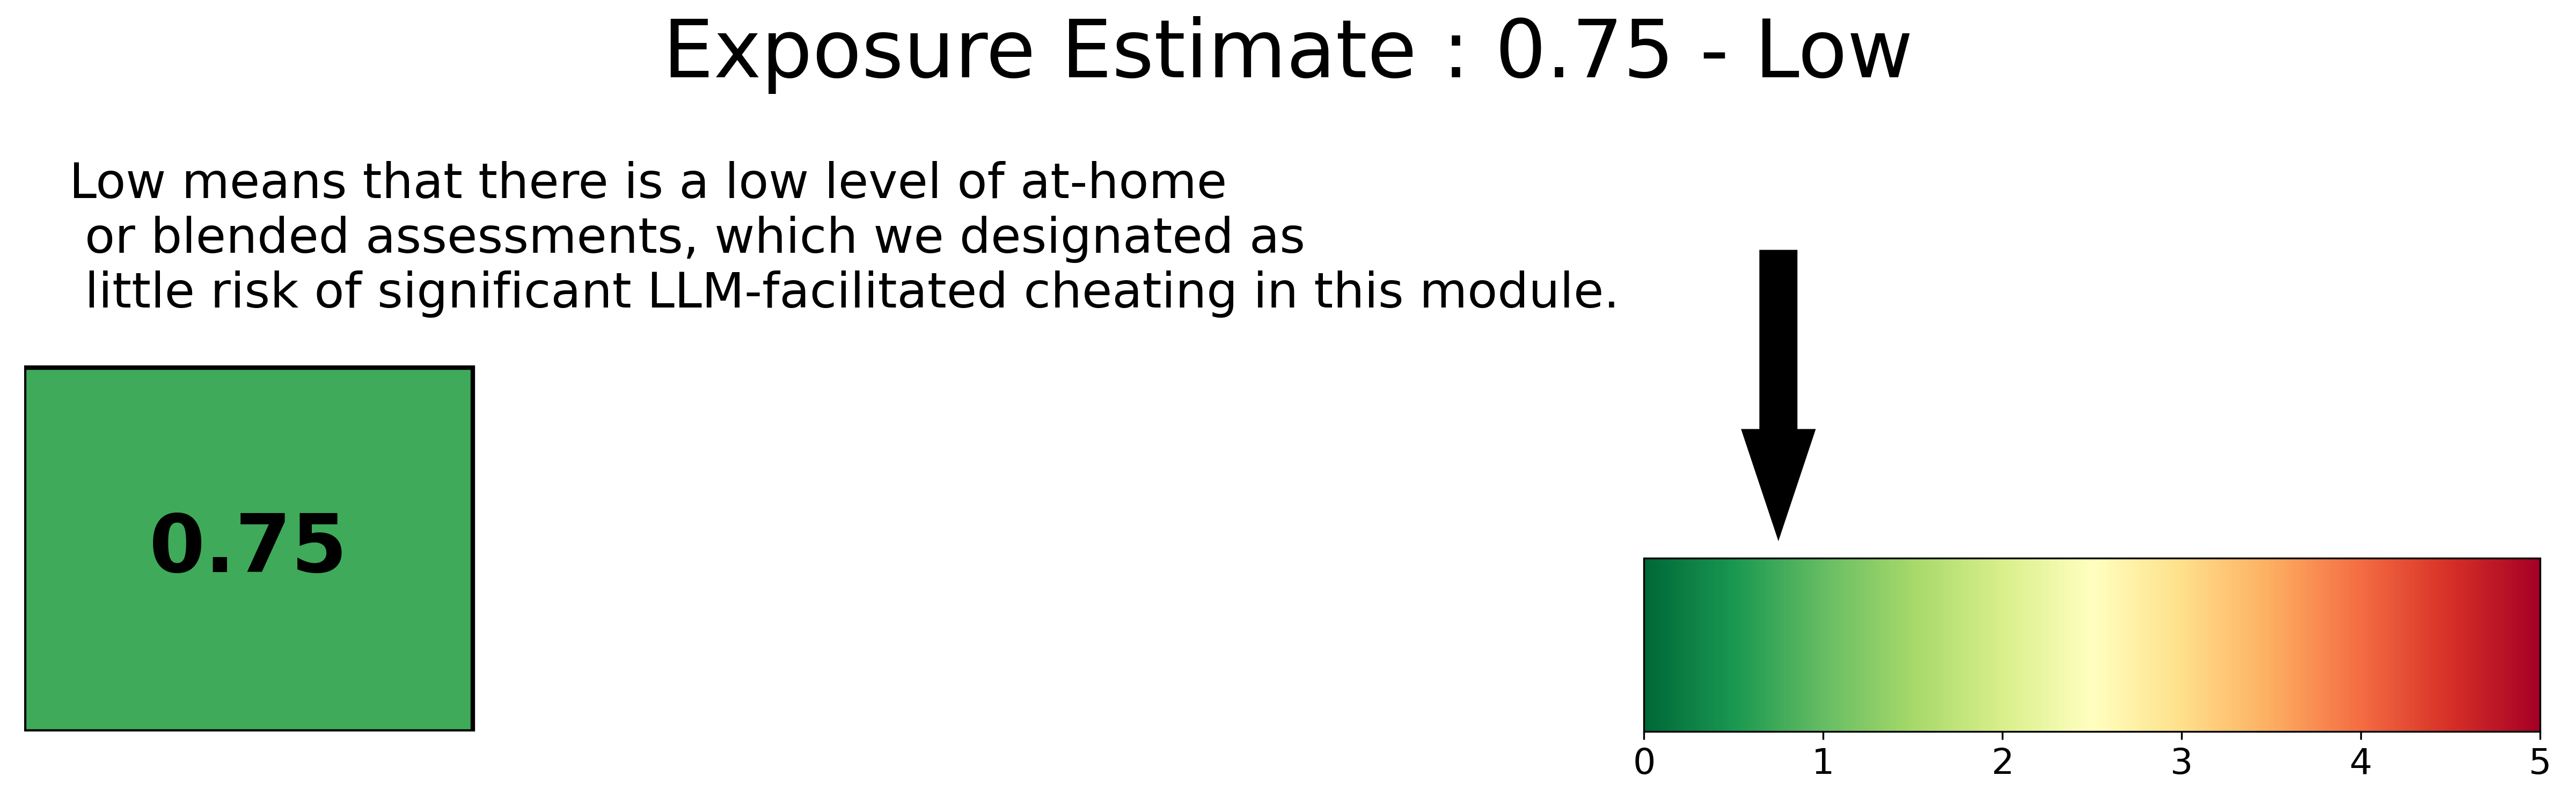 Exposure Estimate : 0.75 - Low
Low means that there is a low level of at-home
or blended assessments, which we designated as
little risk of significant LLM-facilitated cheating in this module.
0.75
0 1 2 3 4 5